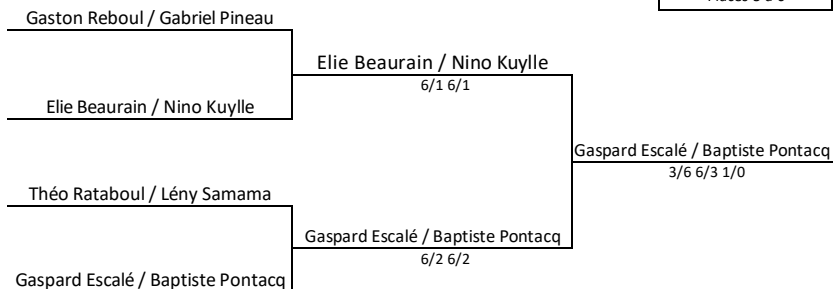 Gaston Reboul / Gabriel Pineau
Elie Beaurain / Nino Kuylle
6/1 6/1
Elie Beaurain / Nino Kuylle
Gaspard Escalé / Baptiste Pontacq
3/6 6/3 1/0
Théo Rataboul / Lény Samama
Gaspard Escalé / Baptiste Pontacq
6/2 6/2
Gaspard Escalé / Baptiste Pontacq